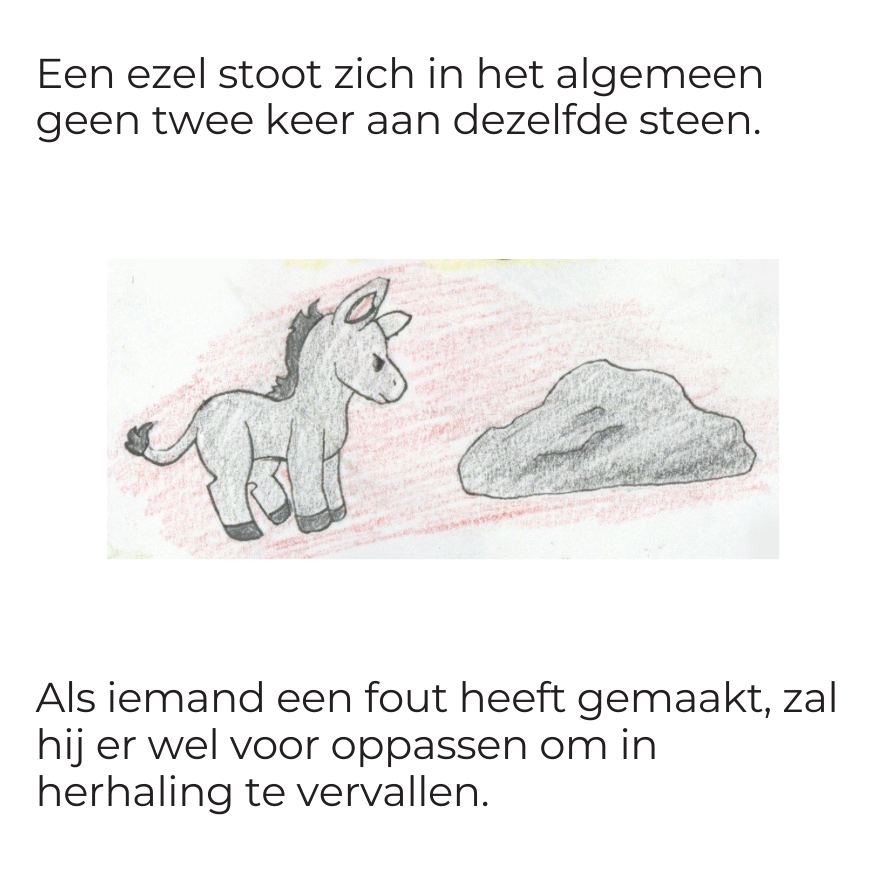 Een ezel stoot zich in het algemeen
geen twee keer aan dezelfde steen.
Als iemand een fout heeft gemaakt, zal
hij er wel voor oppassen om in
herhaling te vervallen.